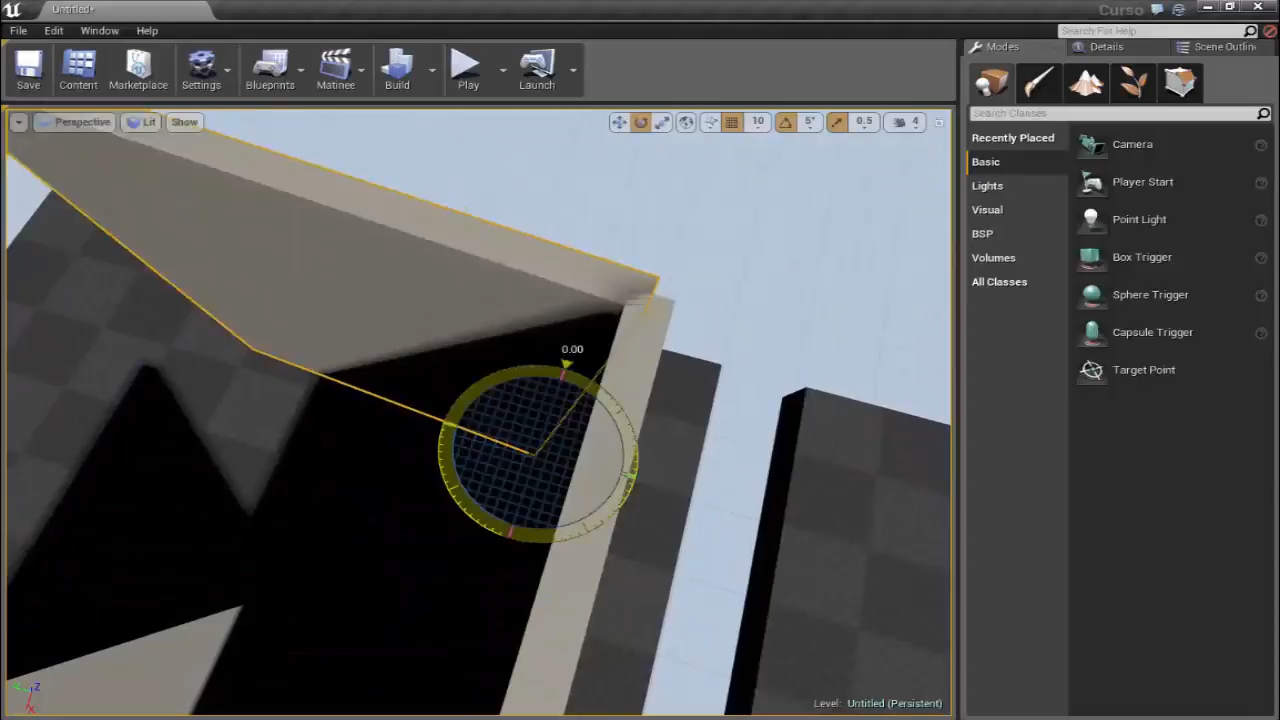 Untitled*
Curso
File Edit Window Help
Search For Help
Save Content Marketplace Settings Blueprints Matinee Build Play Launch
Modes Details Scene Outlin
Search Classes
Perspective Lit Show
10 5° 0.5 4
Recently Placed
Basic
Lights
Visual
BSP
Volumes
All Classes
Camera
Player Start
Point Light
Box Trigger
Sphere Trigger
Capsule Trigger
Target Point
0.00
Z
X
Level: Untitled (Persistent)